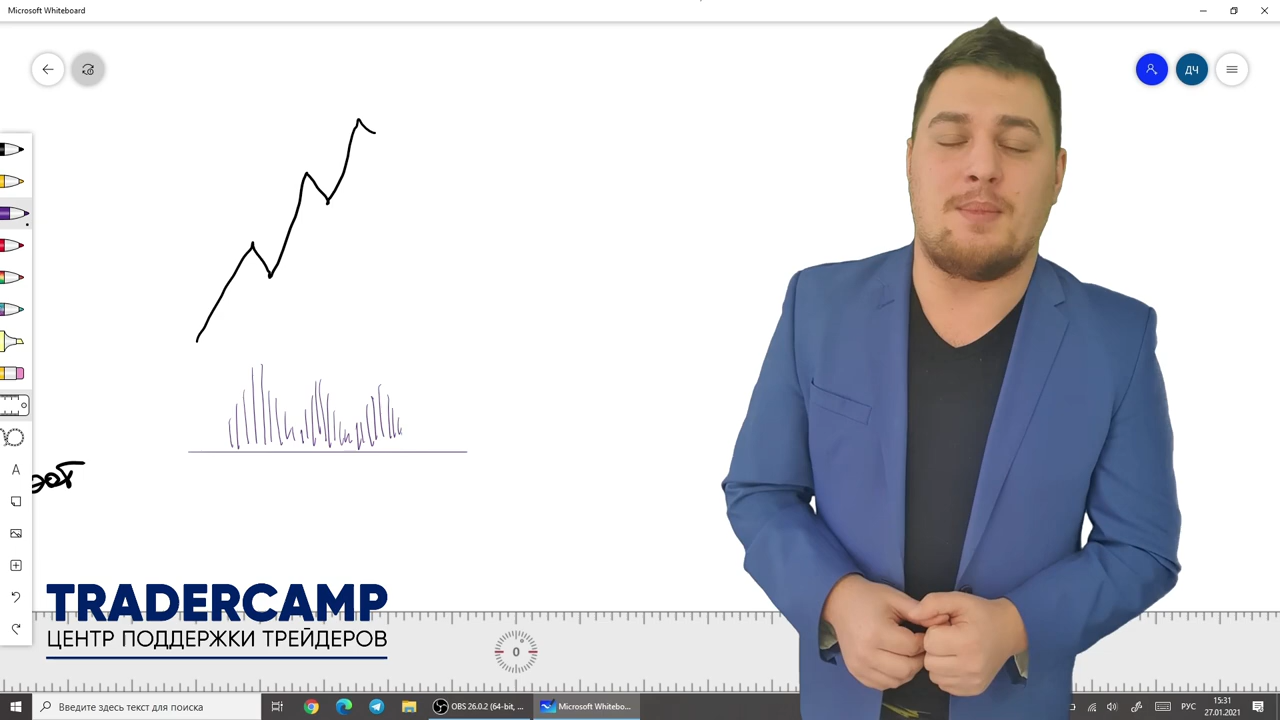 Microsoft Whiteboard
ДЧ
A
TRADERCAMP
ЦЕНТР ПОДДЕРЖКИ ТРЕЙДЕРОВ
0
Введите здесь текст для поиска
OBS 26.0.2 (64-bit, ...
Microsoft Whitebo...
РУС
15:31
27.01.2021